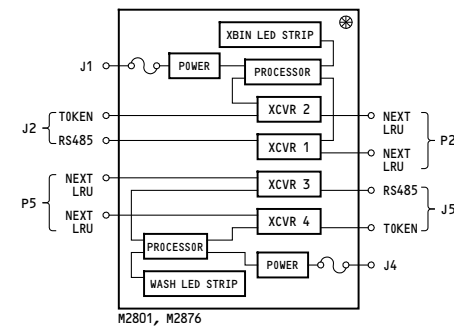 XBIN LED STRIP
J1
POWER
PROCESSOR
XCVR 2
J2
TOKEN
RS485
NEXT
LRU
P2
XCVR 1
NEXT
LRU
P5
NEXT
LRU
XCVR 3
RS485
J5
NEXT
LRU
XCVR 4
TOKEN
PROCESSOR
POWER
J4
WASH LED STRIP
M2801, M2876